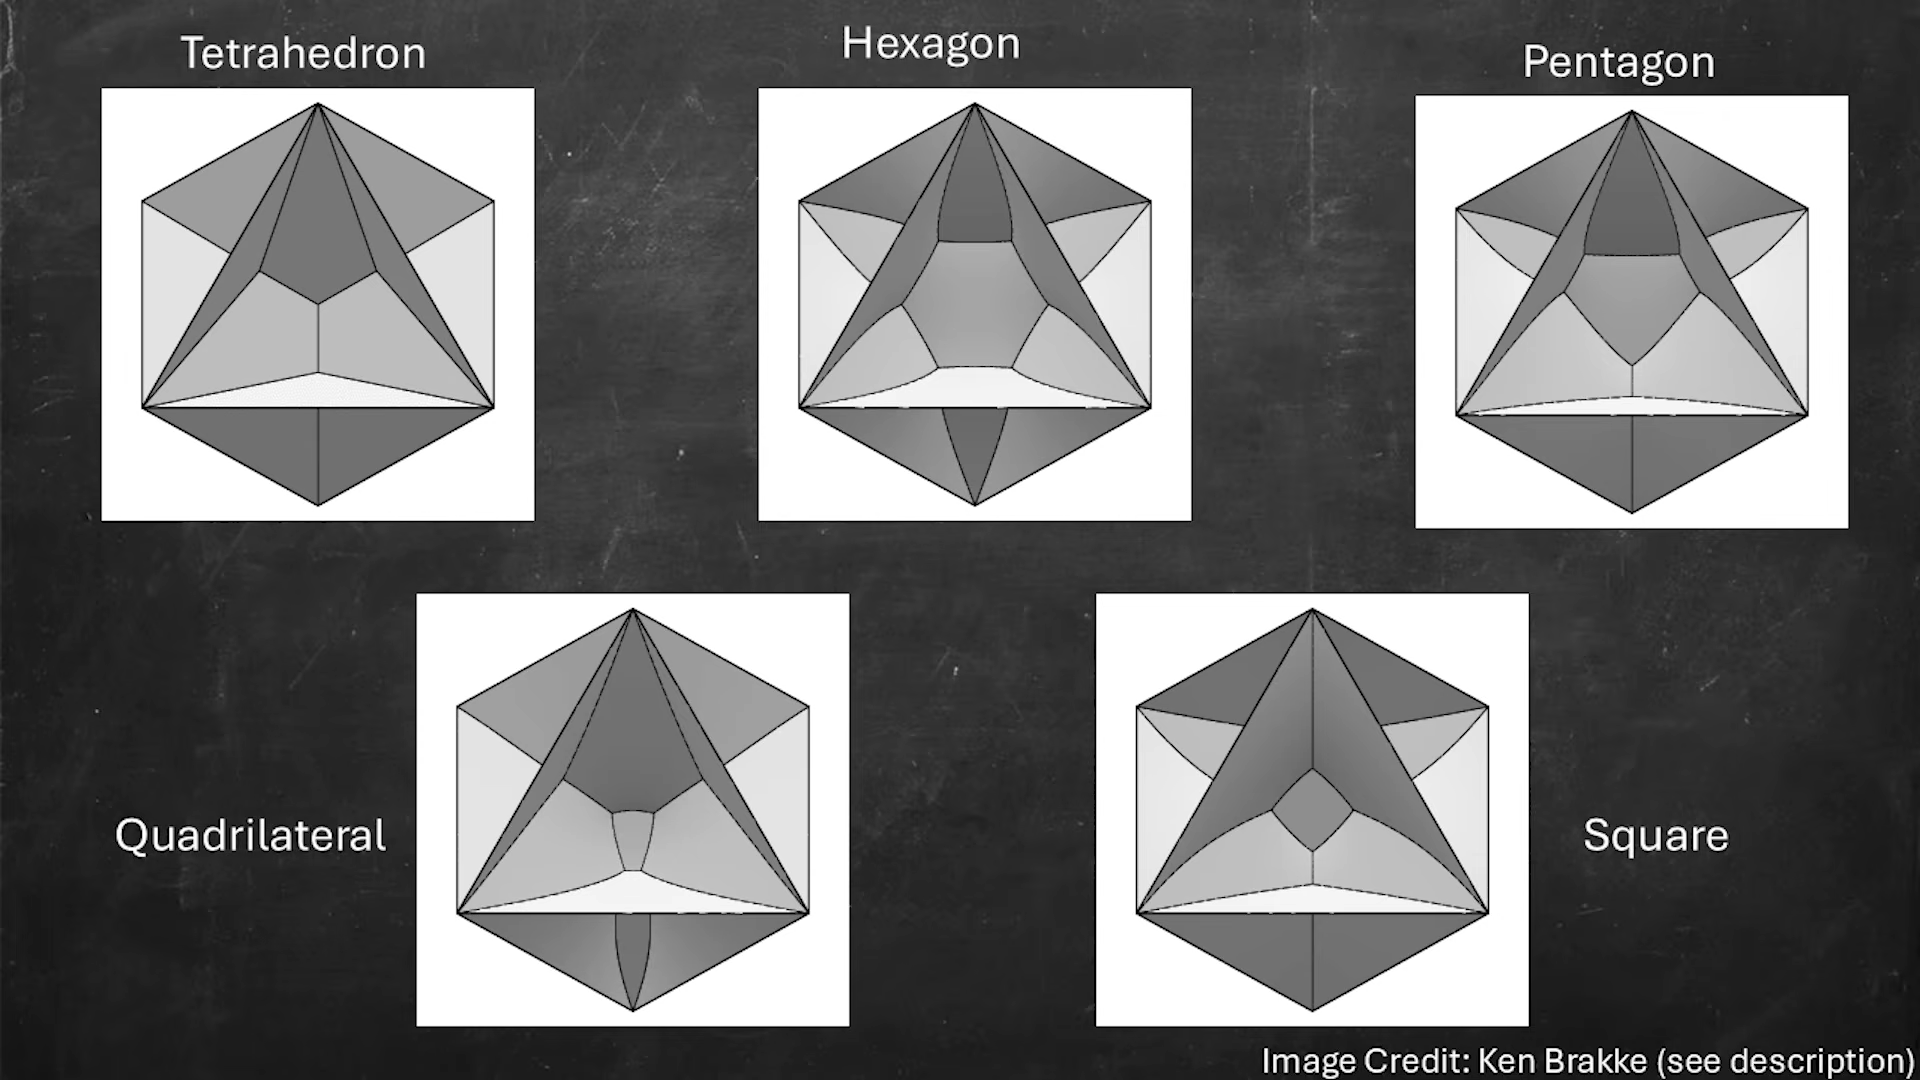 Tetrahedron
Hexagon
Pentagon
Quadrilateral
Square
Image Credit: Ken Brakke (see description)